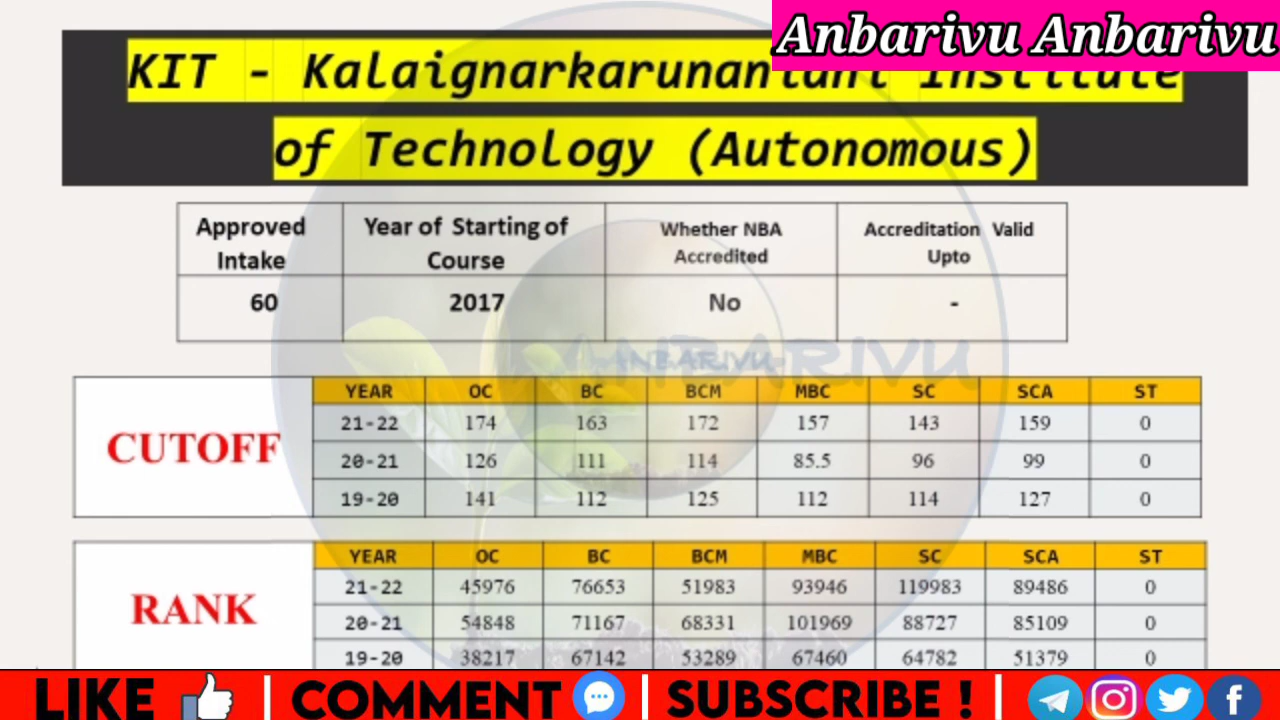 Anbarivu Anbarivu
KIT - Kalaignarkarunanidhi Institute
of Technology (Autonomous)
Approved Intake | Year of Starting of Course | Whether NBA Accredited | Accreditation Valid Upto
60 | 2017 | No | -
ANBARIVU
ANBARIVU
CUTOFF
YEAR OC BC BCM MBC SC SCA ST
21-22 174 163 172 157 143 159 0
20-21 126 111 114 85.5 96 99 0
19-20 141 112 125 112 114 127 0
RANK
YEAR OC BC BCM MBC SC SCA ST
21-22 45976 76653 51983 93946 119983 89486 0
20-21 54848 71167 68331 101969 88727 85109 0
19-20 38217 67142 53289 67460 64782 51379 0
LIKE | COMMENT | SUBSCRIBE ! |